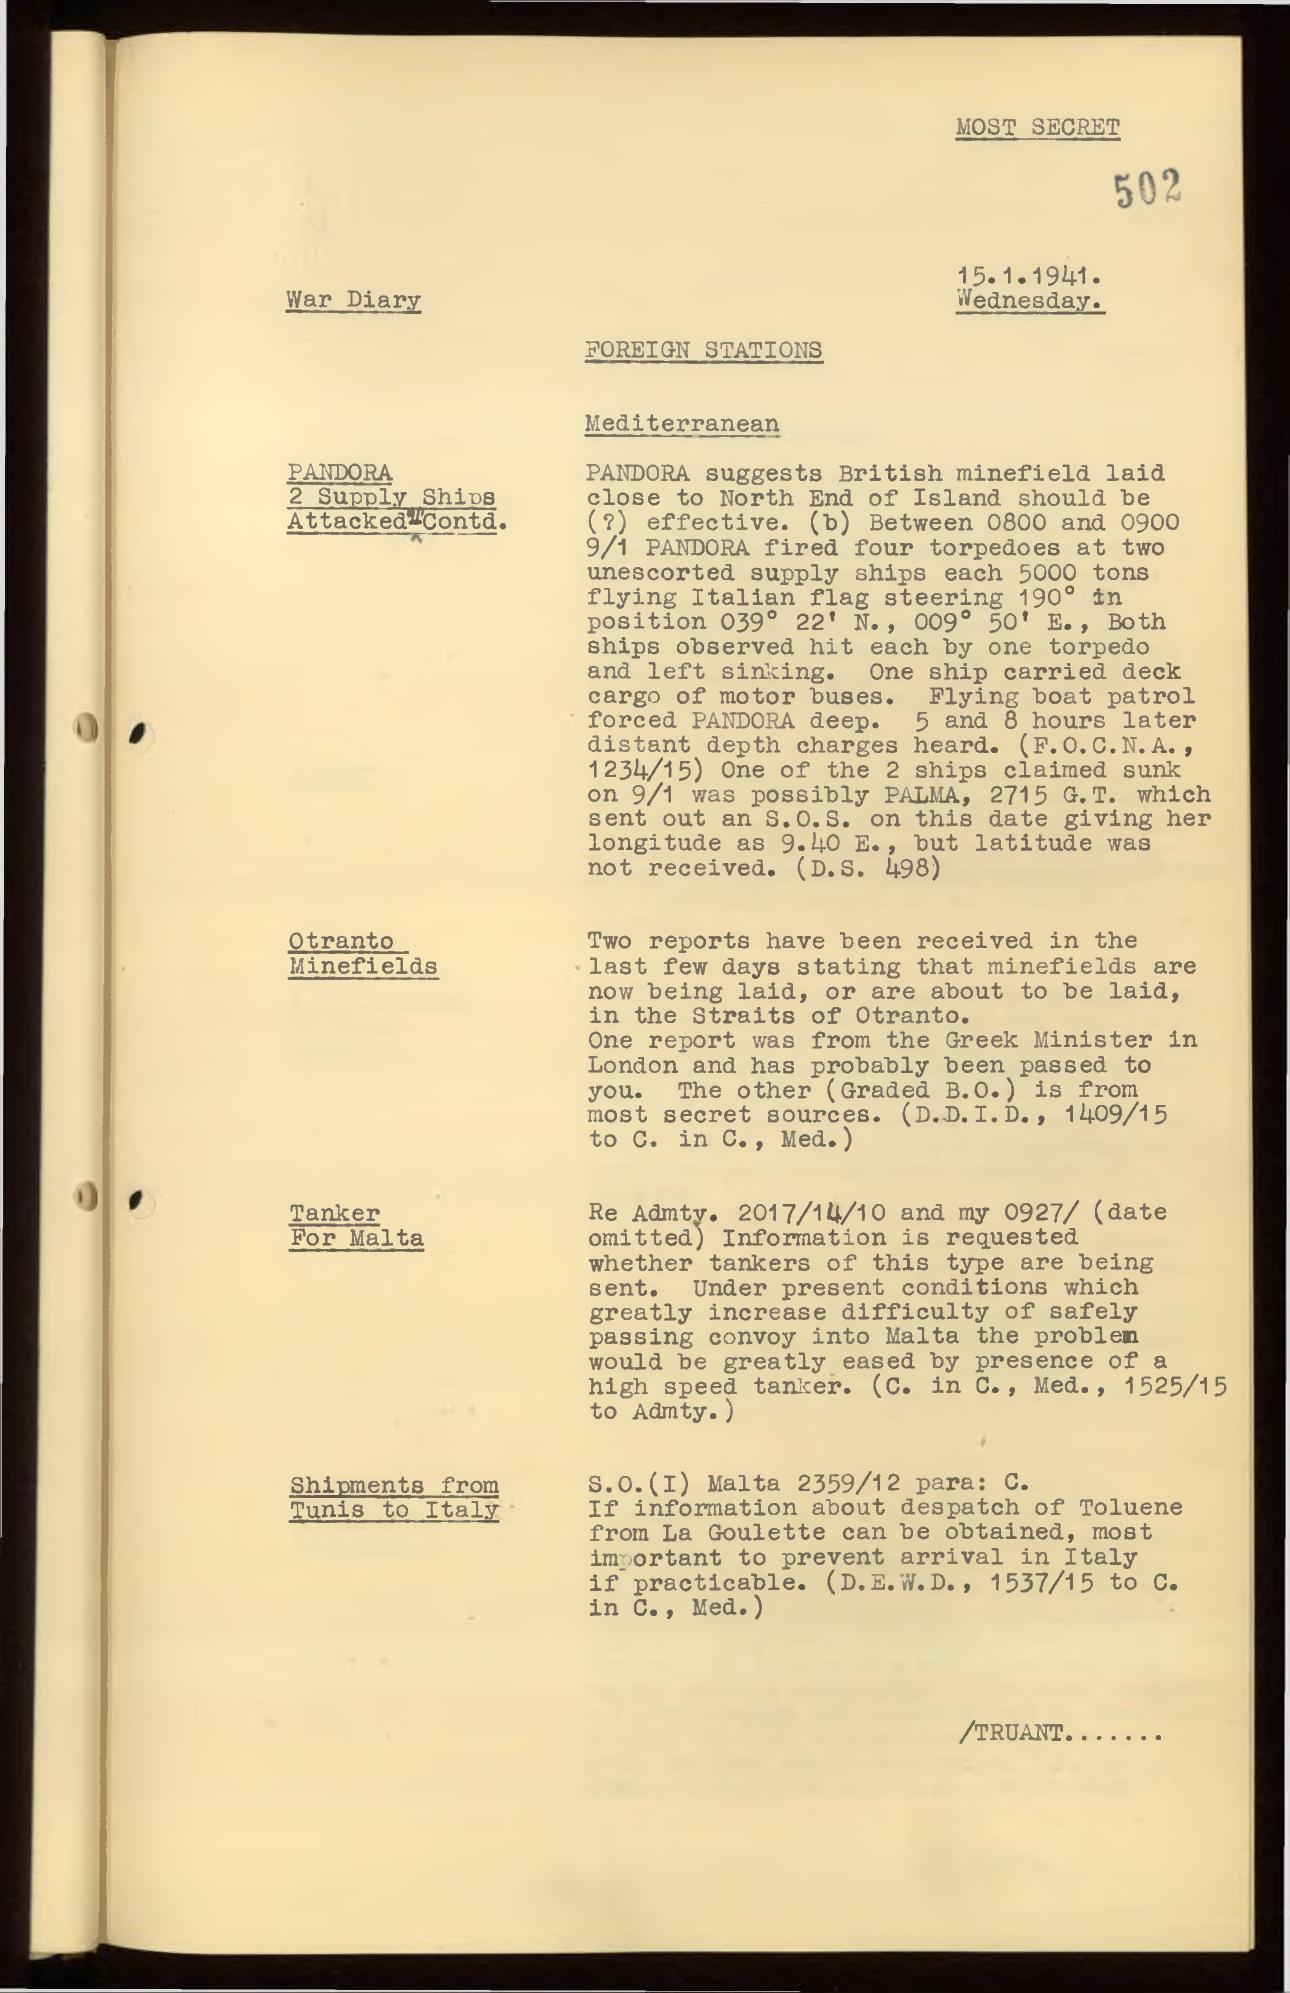 MOST SECRET
502
15.1.1941.
War Diary
Wednesday.
FOREIGN STATIONS
Mediterranean
PANDORA
2 Supply Ships
Attacked Contd.
PANDORA suggests British minefield laid
close to North End of Island should be
(?) effective. (b) Between 0800 and 0900
9/1 PANDORA fired four torpedoes at two
unescorted supply ships each 5000 tons
flying Italian flag steering 190° in
position 039° 22' N., 009° 50' E., Both
ships observed hit each by one torpedo
and left sinking. One ship carried deck
cargo of motor buses. Flying boat patrol
forced PANDORA deep. 5 and 8 hours later
distant depth charges heard. (F.O.C.N.A.,
1234/15) One of the 2 ships claimed sunk
on 9/1 was possibly PALMA, 2715 G.T. which
sent out an S.O.S. on this date giving her
longitude as 9.40 E., but latitude was
not received. (D.S. 498)
Otranto
Minefields
Two reports have been received in the
last few days stating that minefields are
now being laid, or are about to be laid,
in the Straits of Otranto.
One report was from the Greek Minister in
London and has probably been passed to
you. The other (Graded B.O.) is from
most secret sources. (D.D.I.D., 1409/15
to C. in C., Med.)
Tanker
For Malta
Re Admty. 2017/14/10 and my 0927/ (date
omitted) Information is requested
whether tankers of this type are being
sent. Under present conditions which
greatly increase difficulty of safely
passing convoy into Malta the problem
would be greatly eased by presence of a
high speed tanker. (C. in C., Med., 1525/15
to Admty.)
Shipments from
Tunis to Italy
S.O.(I) Malta 2359/12 para: C.
If information about despatch of Toluene
from La Goulette can be obtained, most
important to prevent arrival in Italy
if practicable. (D.E.W.D., 1537/15 to C.
in C., Med.)
/TRUANT.......